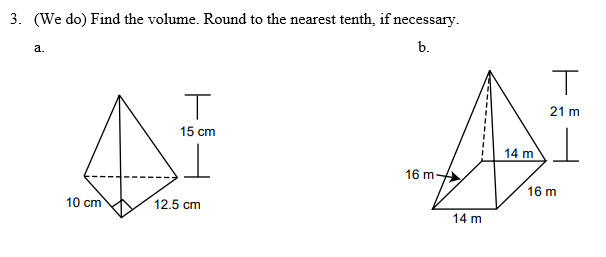 3. (We do) Find the volume. Round to the nearest tenth, if necessary.
a. b.
15 cm
10 cm 12.5 cm
21 m
14 m
16 m
16 m
14 m